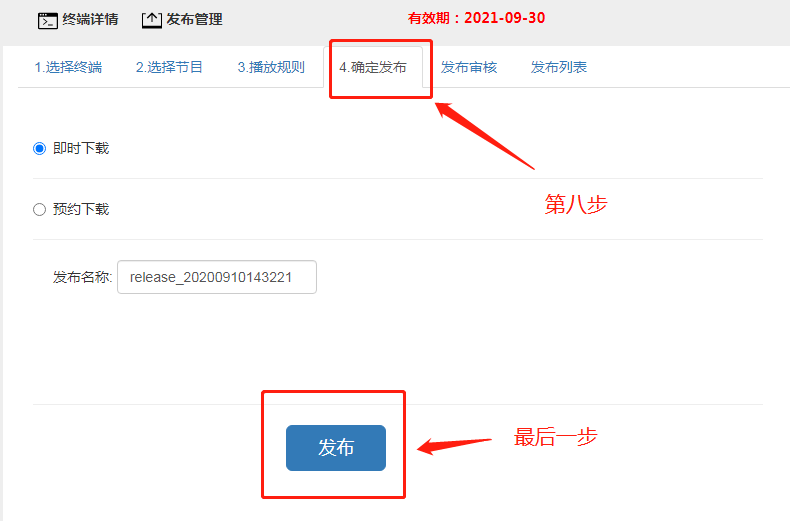 终端详情 发布管理 有效期：2021-09-30
1.选择终端 2.选择节目 3.播放规则 4.确定发布 发布审核 发布列表
即时下载
第八步
预约下载
发布名称: release_20200910143221
最后一步
发布